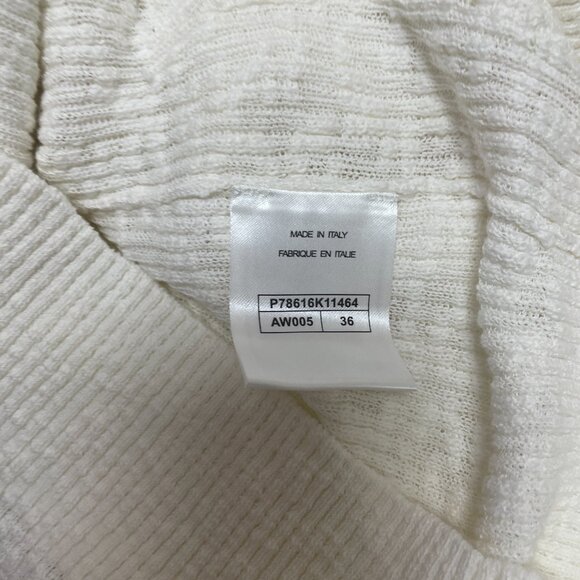 MADE IN ITALY
FABRIQUE EN ITALIE
P78616K11464
AW005 36